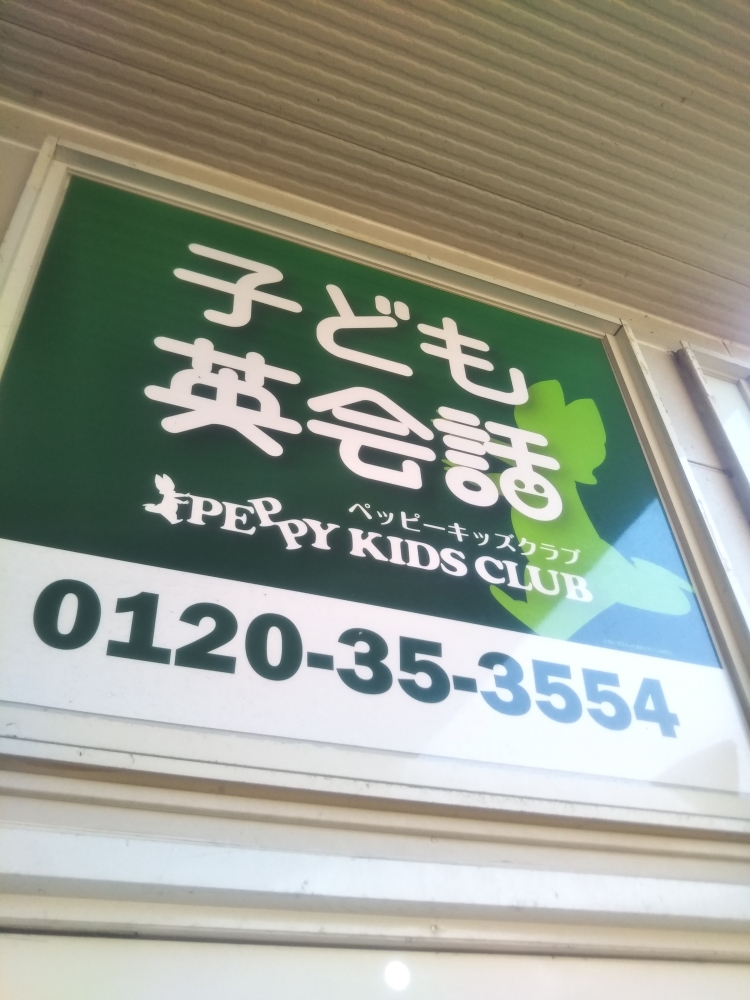 子ども
英会話
ペッピーキッズクラブ
PEPPY KIDS CLUB
0120-35-3554